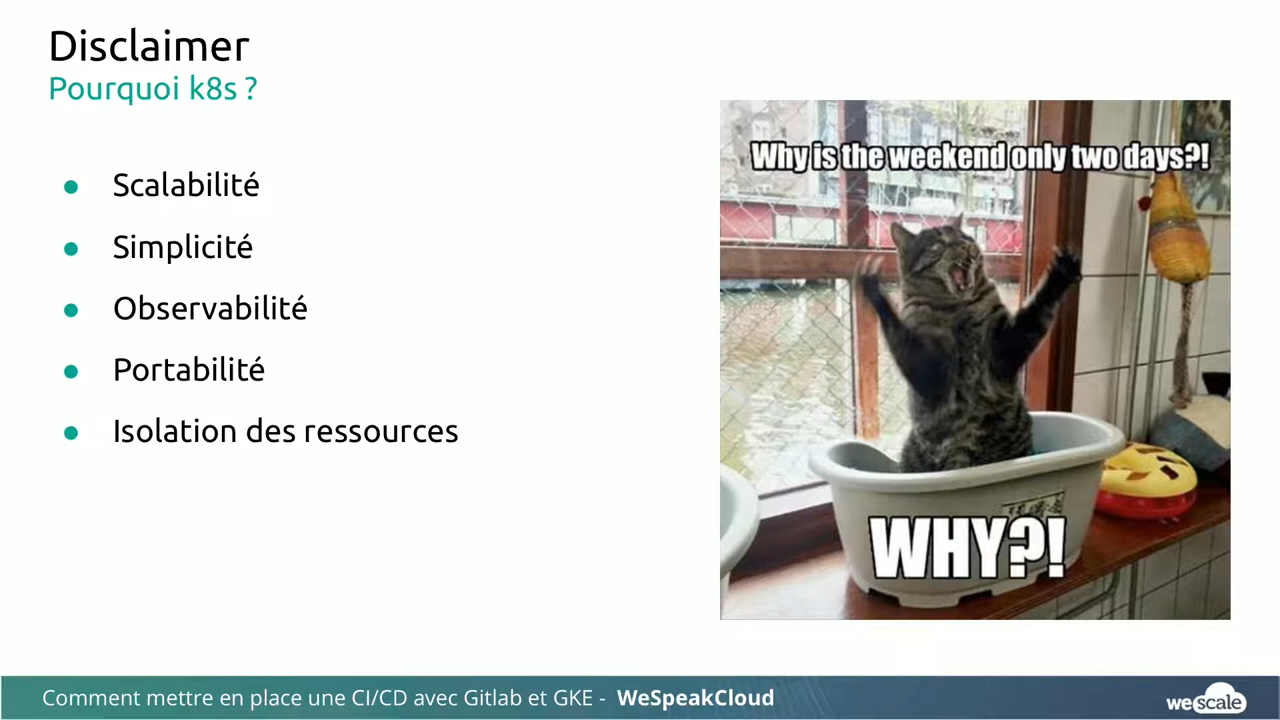 Disclaimer
Pourquoi k8s ?
Scalabilité
Simplicité
Observabilité
Portabilité
Isolation des ressources
Why is the weekend only two days?!
WHY?!
Comment mettre en place une CI/CD avec Gitlab et GKE - WeSpeakCloud
wescale